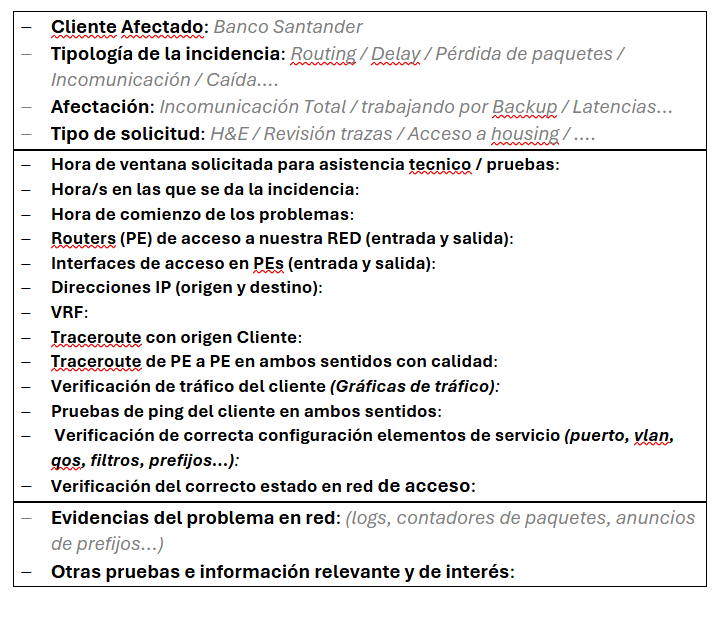 – Cliente Afectado: Banco Santander
– Tipología de la incidencia: Routing / Delay / Pérdida de paquetes /
Incomunicación / Caída....
– Afectación: Incomunicación Total / trabajando por Backup / Latencias...
– Tipo de solicitud: H&E / Revisión trazas / Acceso a housing / ....
– Hora de ventana solicitada para asistencia tecnico / pruebas:
– Hora/s en las que se da la incidencia:
– Hora de comienzo de los problemas:
– Routers (PE) de acceso a nuestra RED (entrada y salida):
– Interfaces de acceso en PEs (entrada y salida):
– Direcciones IP (origen y destino):
– VRF:
– Traceroute con origen Cliente:
– Traceroute de PE a PE en ambos sentidos con calidad:
– Verificación de tráfico del cliente (Gráficas de tráfico):
– Pruebas de ping del cliente en ambos sentidos:
– Verificación de correcta configuración elementos de servicio (puerto, vlan,
qos, filtros, prefijos...):
– Verificación del correcto estado en red de acceso:
– Evidencias del problema en red: (logs, contadores de paquetes, anuncios
de prefijos...)
– Otras pruebas e información relevante y de interés: